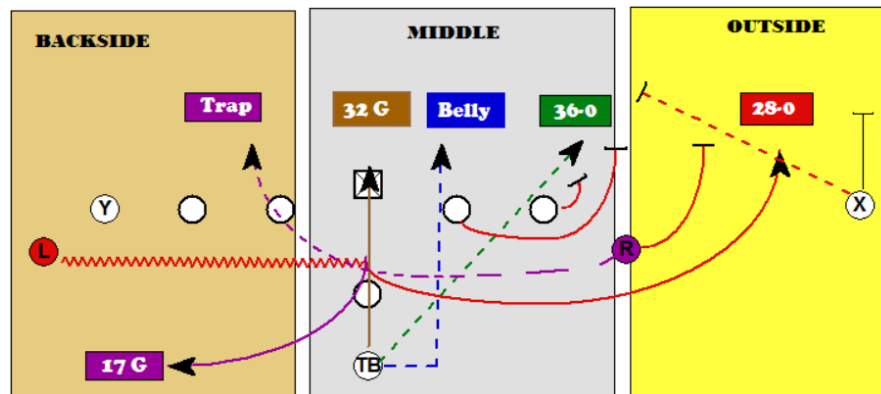 BACKSIDE
MIDDLE
OUTSIDE
Trap
32 G
Belly
36-0
28-0
Y
X
L
R
17 G
TB